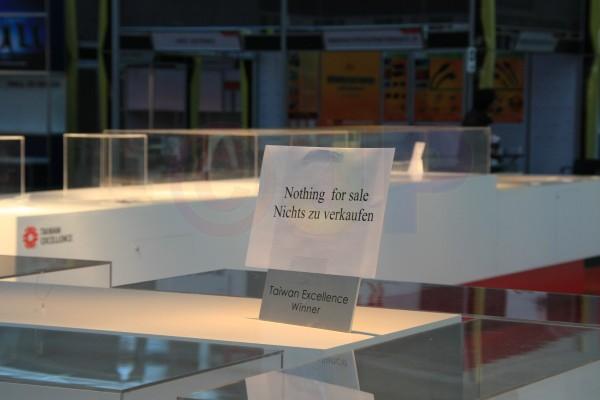 Nothing for sale
Nichts zu verkaufen
Taiwan Excellence
Winner
TAIWAN
EXCELLENCE